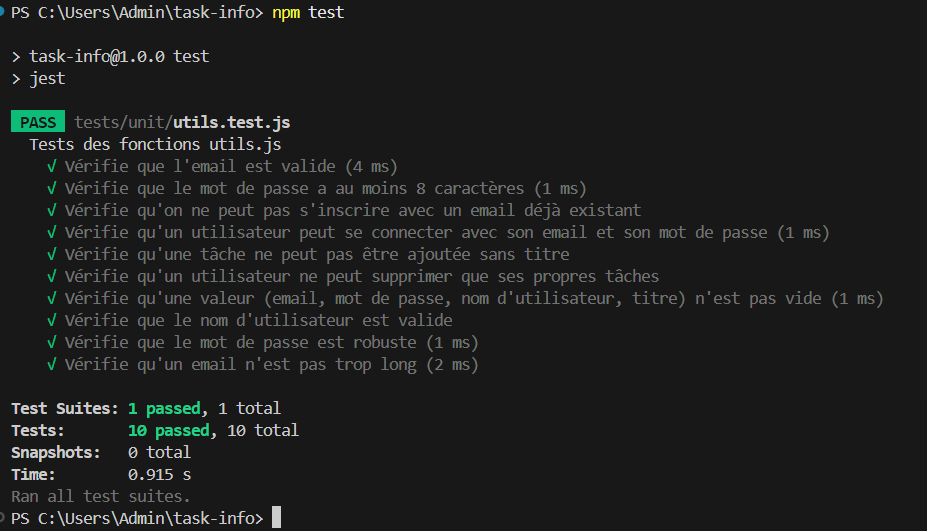 PS C:\Users\Admin\task-info> npm test
> task-info@1.0.0 test
> jest
PASS tests/unit/utils.test.js
Tests des fonctions utils.js
√ Vérifie que l'email est valide (4 ms)
√ Vérifie que le mot de passe a au moins 8 caractères (1 ms)
√ Vérifie qu'on ne peut pas s'inscrire avec un email déjà existant
√ Vérifie qu'un utilisateur peut se connecter avec son email et son mot de passe (1 ms)
√ Vérifie qu'une tâche ne peut pas être ajoutée sans titre
√ Vérifie qu'un utilisateur ne peut supprimer que ses propres tâches
√ Vérifie qu'une valeur (email, mot de passe, nom d'utilisateur, titre) n'est pas vide (1 ms)
√ Vérifie que le nom d'utilisateur est valide
√ Vérifie que le mot de passe est robuste (1 ms)
√ Vérifie qu'un email n'est pas trop long (2 ms)
Test Suites: 1 passed, 1 total
Tests: 10 passed, 10 total
Snapshots: 0 total
Time: 0.915 s
Ran all test suites.
PS C:\Users\Admin\task-info>